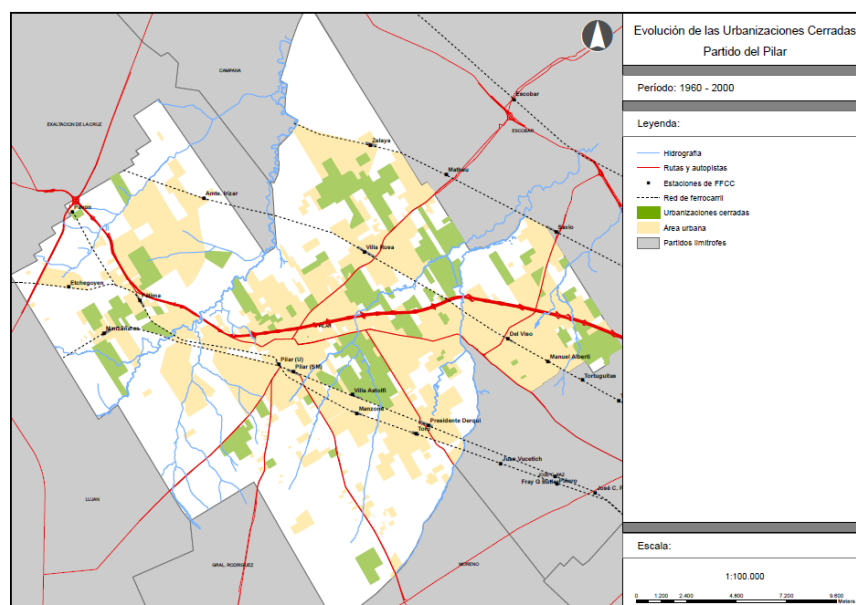 Evolución de las Urbanizaciones Cerradas
Partido del Pilar
Período: 1960 - 2000
Leyenda:
Hidrografía
Rutas y autopistas
Estaciones de FFCC
Red de ferrocarril
Urbanizaciones cerradas
Área urbana
Partidos limítrofes
Escala:
1:100.000
0 1.200 2.400 4.800 7.200 9.600
Meters
CAMPANA
EXALTACION DE LA CRUZ
Escobar
ESCOBAR
Zelaya
Matheu
Amte. Irizar
Parada
Savio
Villa Rosa
Etchegoyen
Fátima
Manzanares
PILAR
Del Viso
Manuel Alberti
Tortuguitas
Pilar (U)
Pilar (SM)
Villa Astolfi
Manzone
Presidente Derqui
Toro
Jose Vucetich
José C. P
LUJAN
GRAL. RODRIGUEZ
MORENO